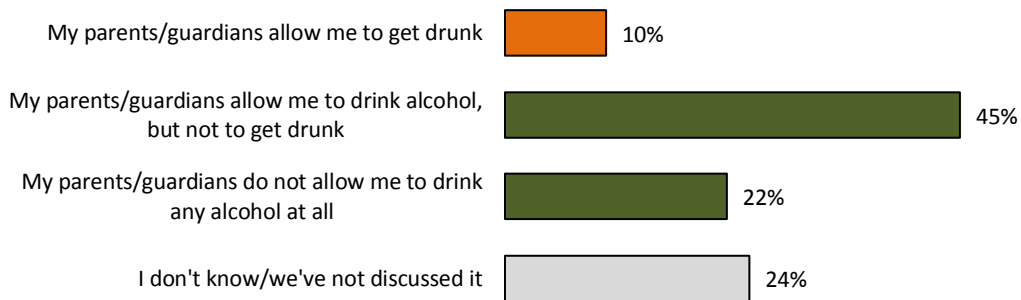 My parents/guardians allow me to get drunk
10%
My parents/guardians allow me to drink alcohol,
but not to get drunk
45%
My parents/guardians do not allow me to drink
any alcohol at all
22%
I don't know/we've not discussed it
24%